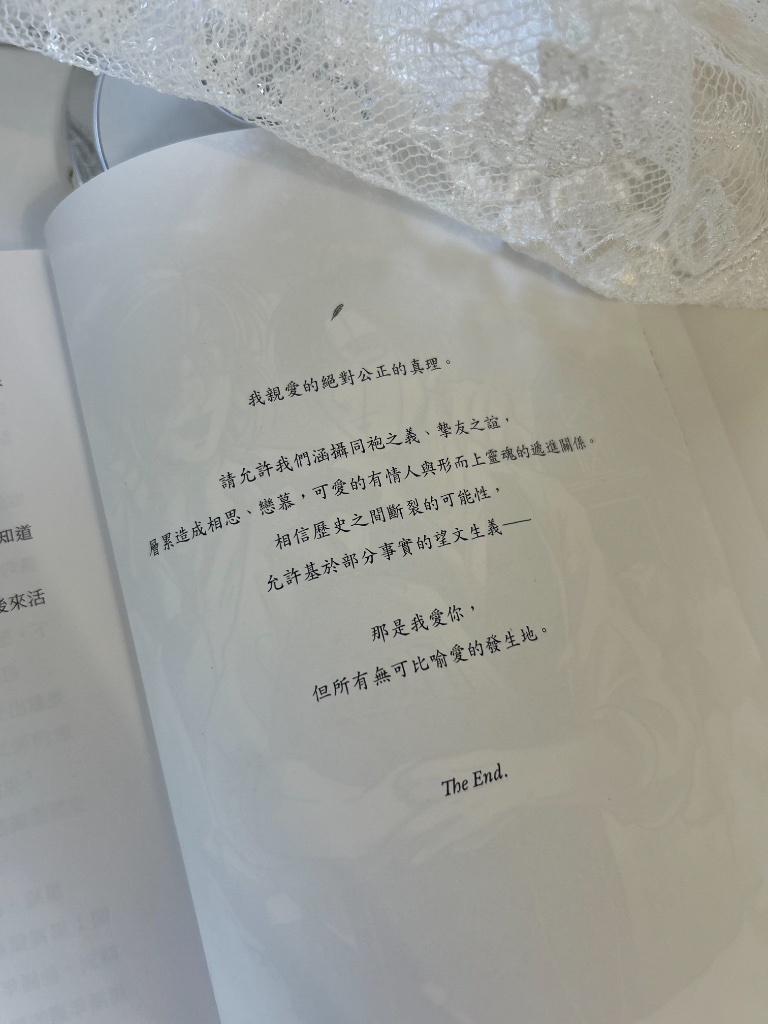 知道
後來活
我親愛的絕對公正的真理。
請允許我們涵攝同袍之義、摯友之誼，
層累造成相思、戀慕，可愛的有情人與形而上靈魂的遞進關係。
相信歷史之間斷裂的可能性，
允許基於部分事實的望文生義——
那是我愛你，
但所有無可比喻愛的發生地。
The End.